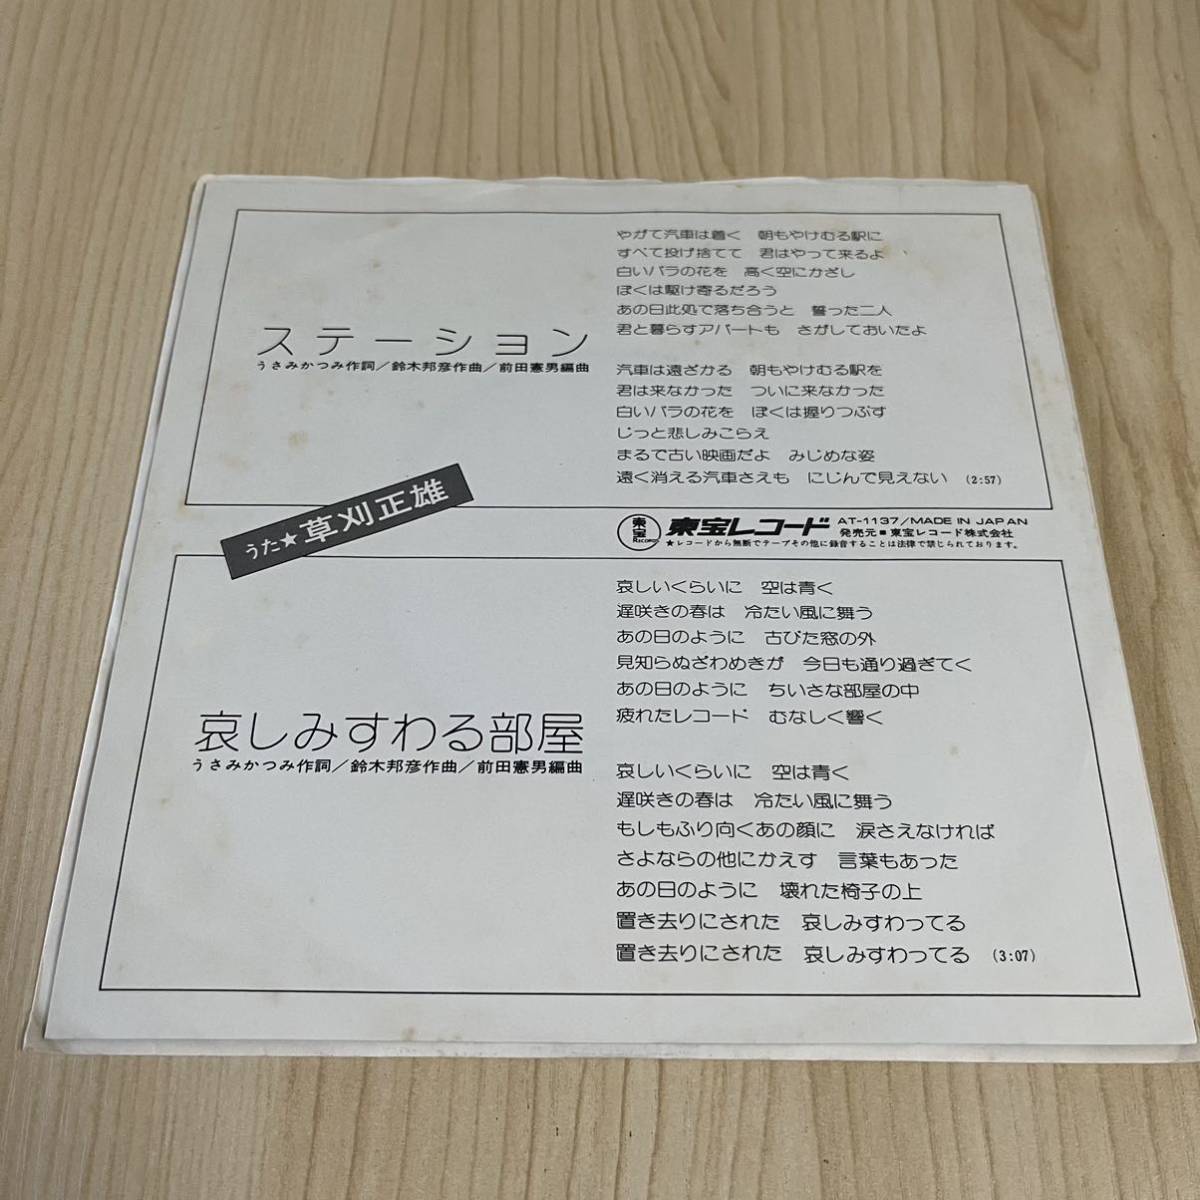 ステーション
うさみかつみ作詞／鈴木邦彦作曲／前田憲男編曲
やがて汽車は着く　朝もやけむる駅に
すべて投げ捨てて　君はやって来るよ
白いバラの花を　高く空にかざし
ぼくは駆け寄るだろう
あの日此処で落ち合うと　誓った二人
君と暮らすアパートも　さがしておいたよ
汽車は遠ざかる　朝もやけむる駅を
君は来なかった　ついに来なかった
白いバラの花を　ぼくは握りつぶす
じっと悲しみこらえ
まるで古い映画だよ　みじめな姿
遠く消える汽車さえも　にじんで見えない　(2:57)
うた★草刈正雄
東宝 RECORDS
東宝レコード
AT-1137/MADE IN JAPAN
発売元■東宝レコード株式会社
★レコードから無断でテープその他に録音することは法律で禁じられております。
哀しみすわる部屋
うさみかつみ作詞／鈴木邦彦作曲／前田憲男編曲
哀しいくらいに　空は青く
遅咲きの春は　冷たい風に舞う
あの日のように　古びた窓の外
見知らぬざわめきが　今日も通り過ぎてく
あの日のように　ちいさな部屋の中
疲れたレコード　むなしく響く
哀しいくらいに　空は青く
遅咲きの春は　冷たい風に舞う
もしもふり向くあの顔に　涙さえなければ
さよならの他にかえす　言葉もあった
あの日のように　壊れた椅子の上
置き去りにされた　哀しみすわってる
置き去りにされた　哀しみすわってる　(3:07)